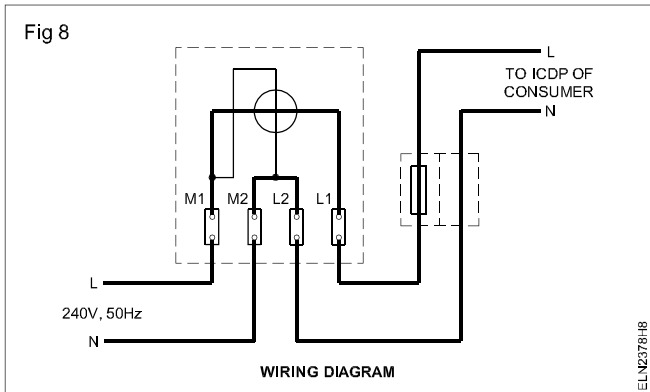 Fig 8
L
TO ICDP OF
CONSUMER
N
M1 M2 L2 L1
L
240V, 50Hz
N
WIRING DIAGRAM
ELN2378H8